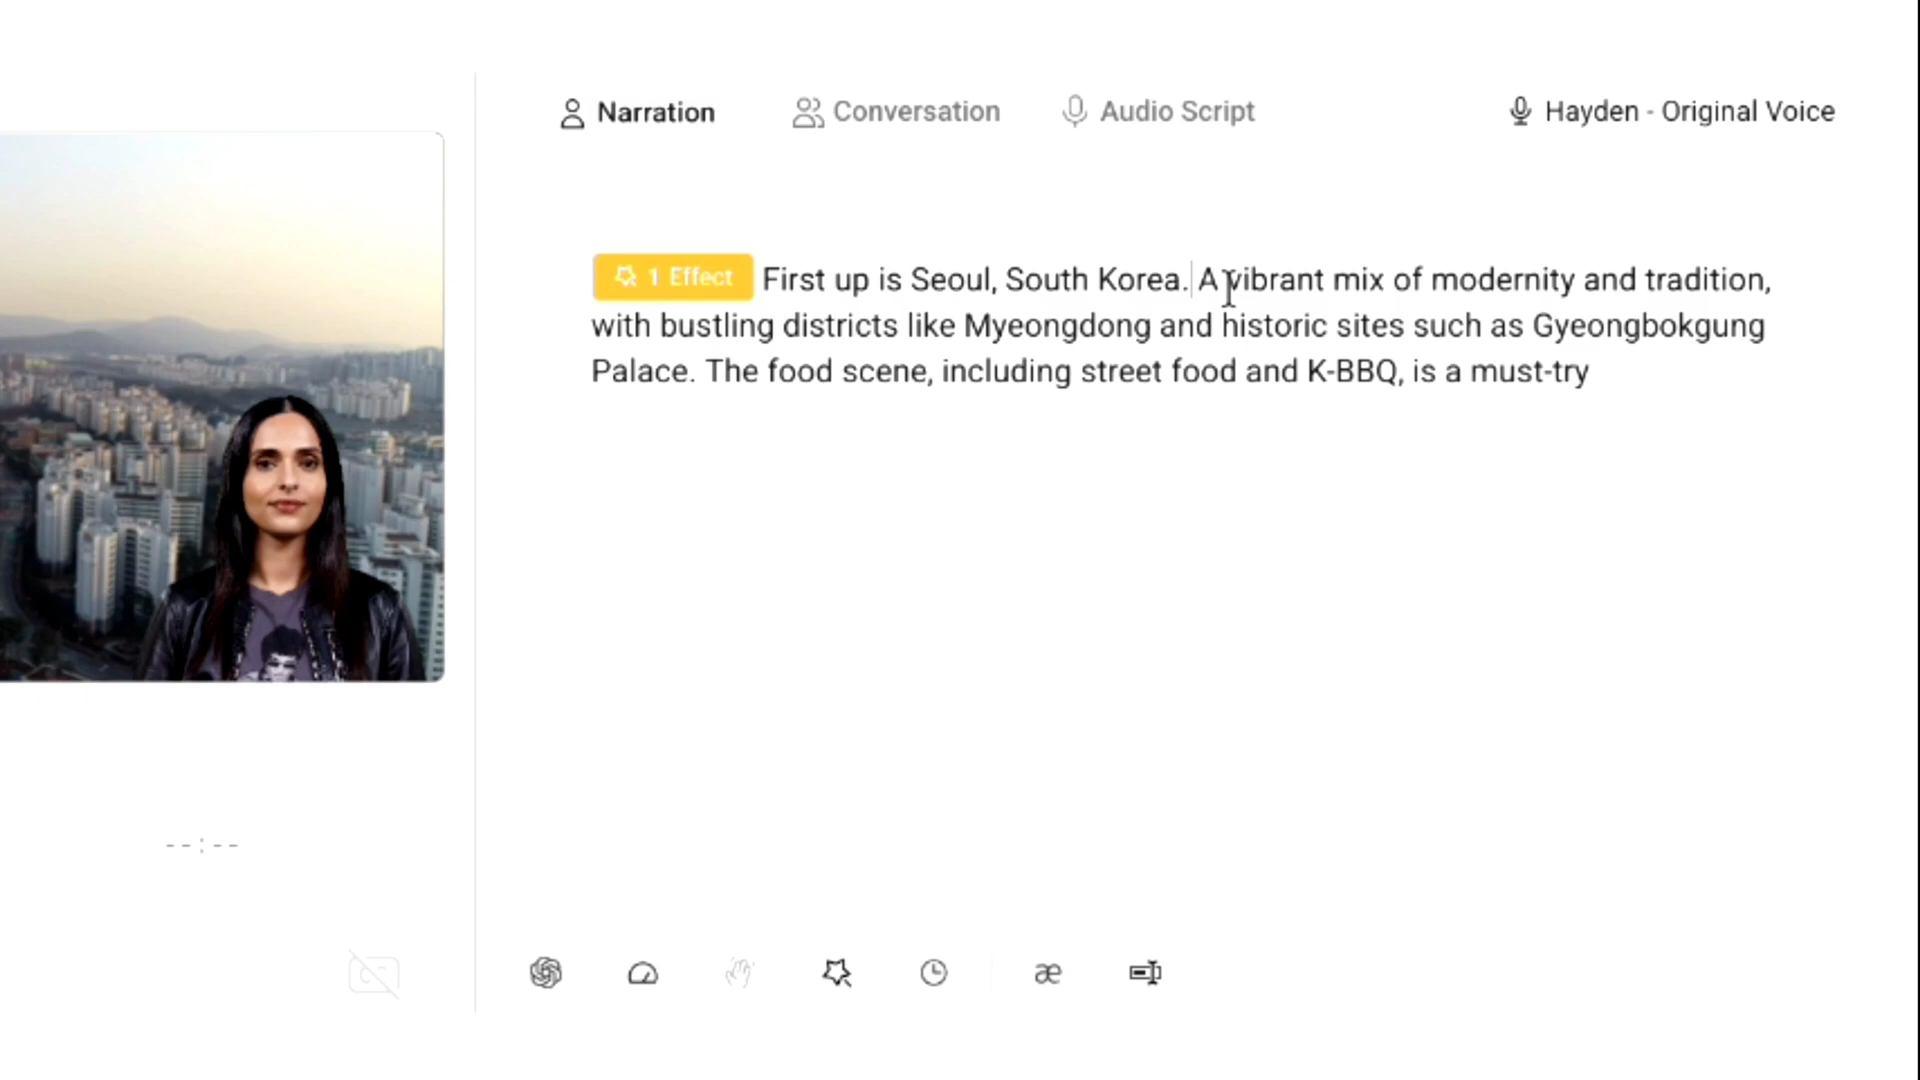 Narration
Conversation
Audio Script
Hayden - Original Voice
1 Effect First up is Seoul, South Korea. A vibrant mix of modernity and tradition,
with bustling districts like Myeongdong and historic sites such as Gyeongbokgung
Palace. The food scene, including street food and K-BBQ, is a must-try
--:--
æ